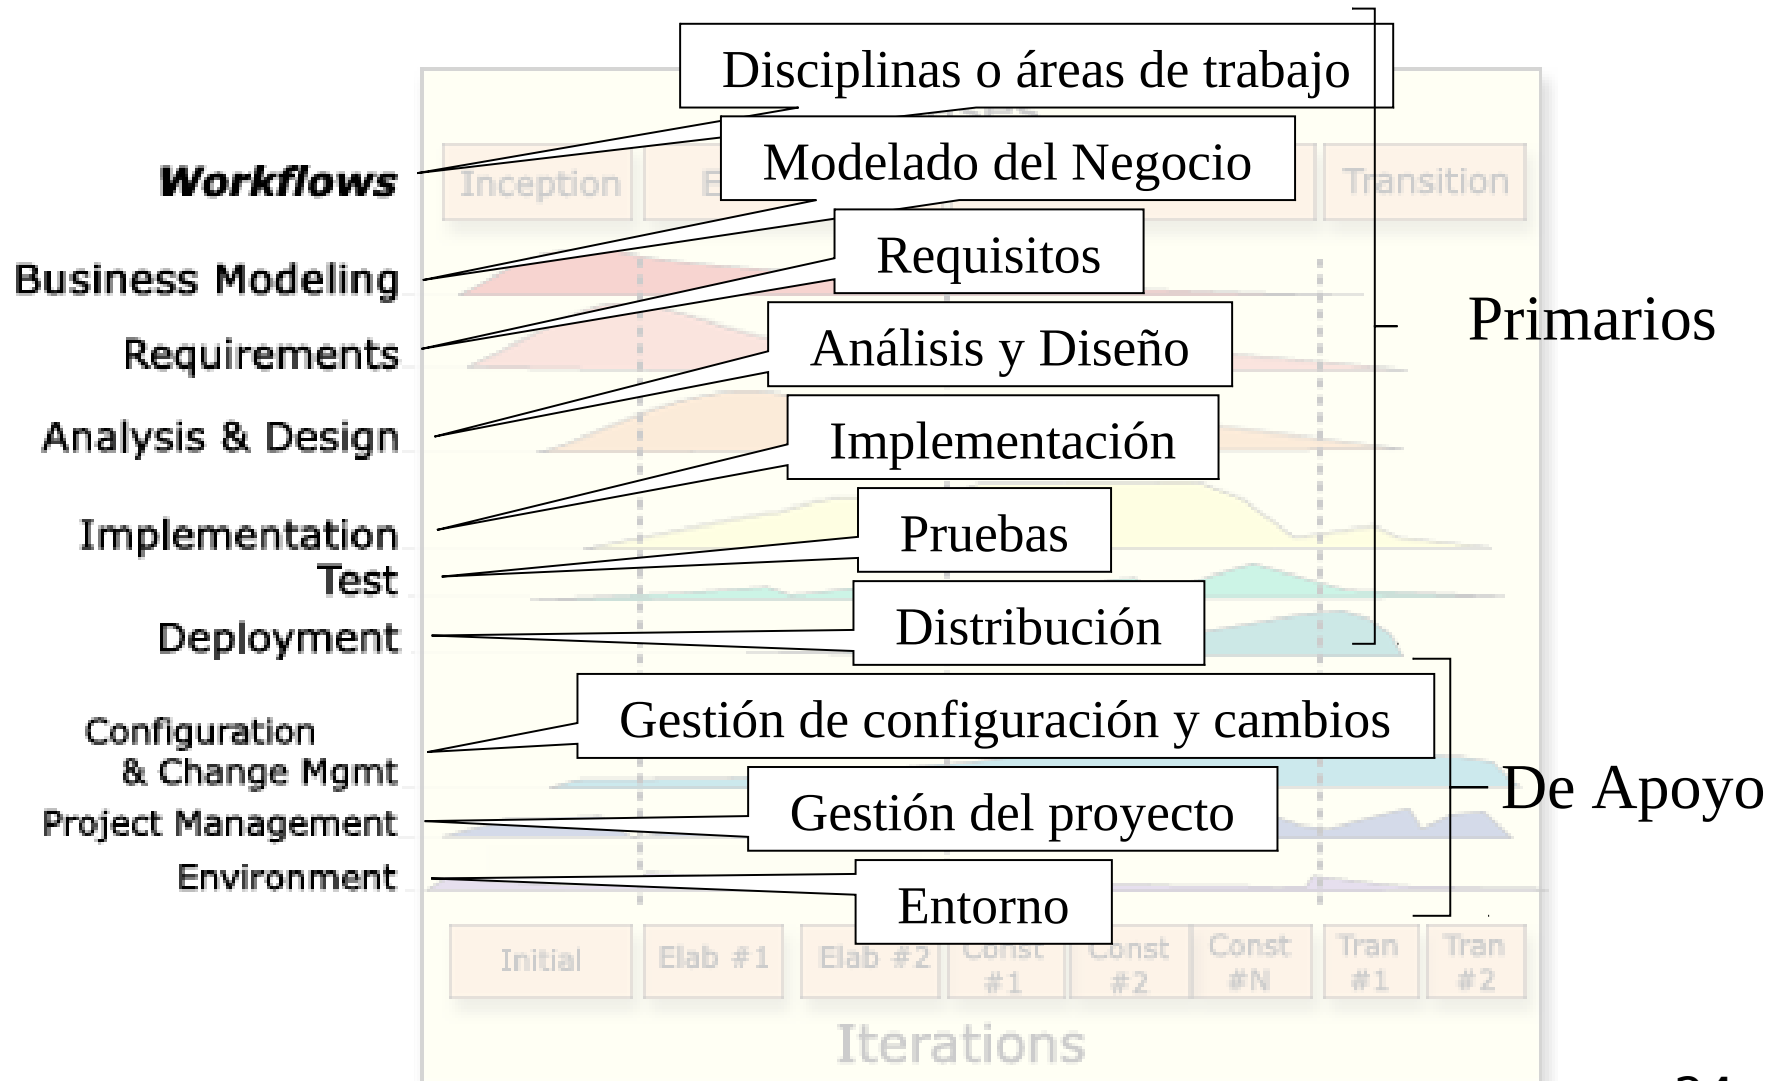 Disciplinas o áreas de trabajo
Workflows
Inception
Modelado del Negocio
Transition
Business Modeling
Requisitos
Requirements
Análisis y Diseño
Primarios
Analysis & Design
Implementación
Implementation
Pruebas
Test
Distribución
Deployment
Gestión de configuración y cambios
Configuration
& Change Mgmt
De Apoyo
Gestión del proyecto
Project Management
Environment
Entorno
Initial
Elab #1
Elab #2
Const
#1
Const
#2
Const
#N
Tran
#1
Tran
#2
Iterations